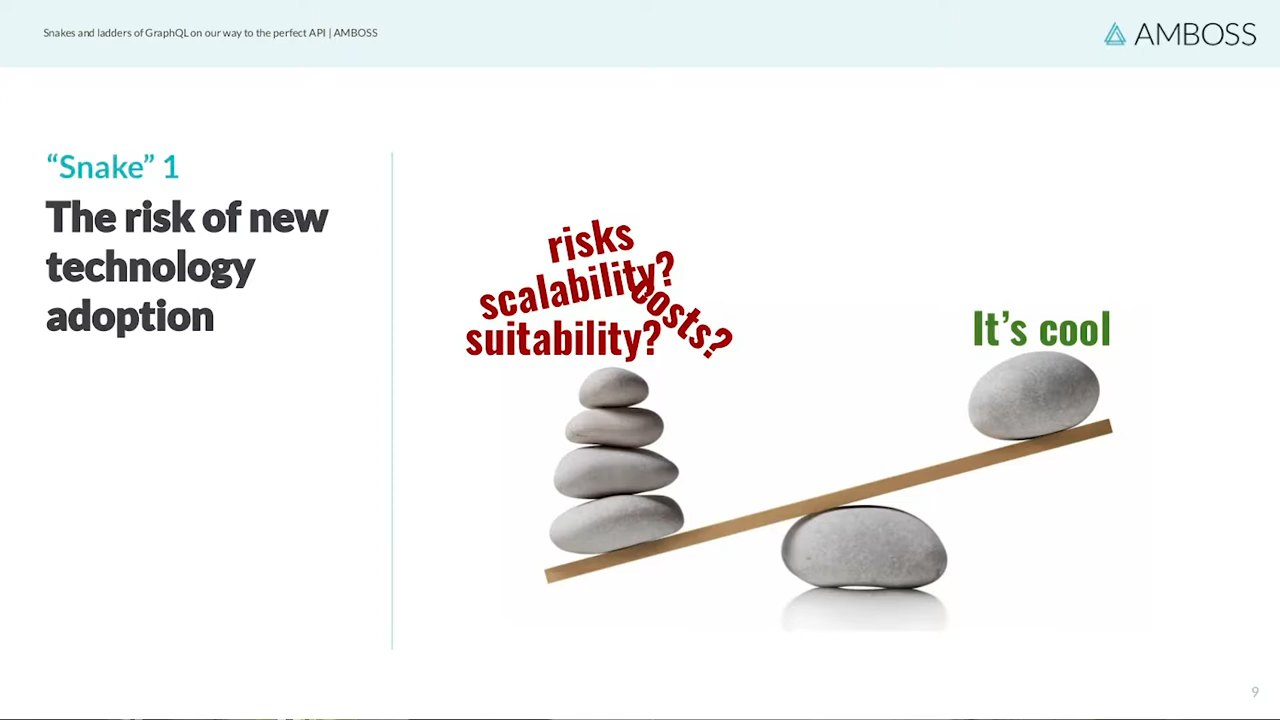 Snakes and ladders of GraphQL on our way to the perfect API | AMBOSS
AMBOSS
“Snake” 1
The risk of new
technology
adoption
risks
scalability?
costs?
suitability?
It’s cool
9